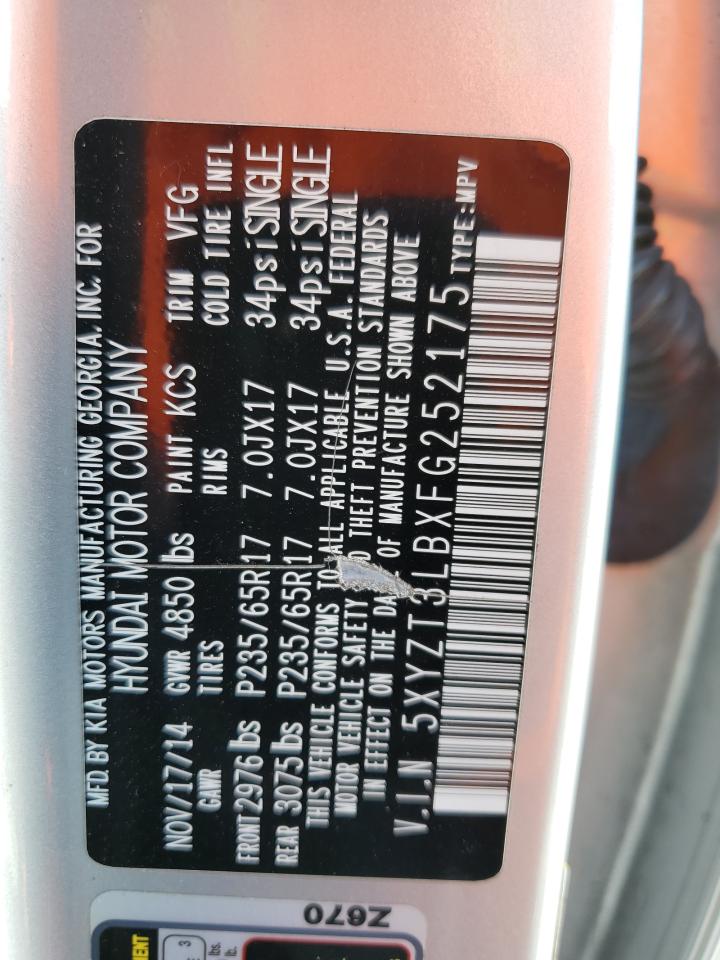 MFD. BY KIA MOTORS MANUFACTURING GEORGIA. INC. FOR
HYUNDAI MOTOR COMPANY
NOV/17/14 GVWR 4850 lbs PAINT KCS TRIM VFG
GAWR TIRES RIMS COLD TIRE INFL
FRONT 2976 lbs P235/65R17 7.0JX17 34psi SINGLE
REAR 3075 lbs P235/65R17 7.0JX17 34psi SINGLE
THIS VEHICLE CONFORMS TO ALL APPLICABLE U.S.A. FEDERAL
MOTOR VEHICLE SAFETY THEFT PREVENTION STANDARDS
IN EFFECT ON THE OF MANUFACTURE SHOWN ABOVE
V.I.N 5XYZT3LBXFG252175 TYPE:MPV
Z670
3
lbs.
lb.